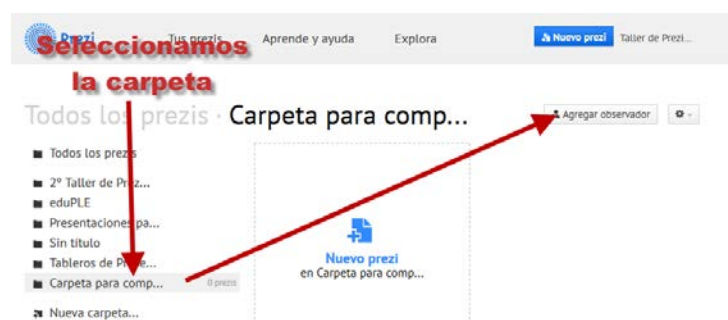 Prezi Tus prezis Aprende y ayuda Explora Nuevo prezi Taller de Prezi...
Seleccionamos
la carpeta
Todos los prezis · Carpeta para comp...
Agregar observador
Todos los prezis
2º Taller de Prez...
eduPLE
Presentaciones pa...
Sin título
Tableros de Pr e...
Carpeta para comp... 0 prezis
Nueva carpeta...
Nuevo prezi
en Carpeta para comp...